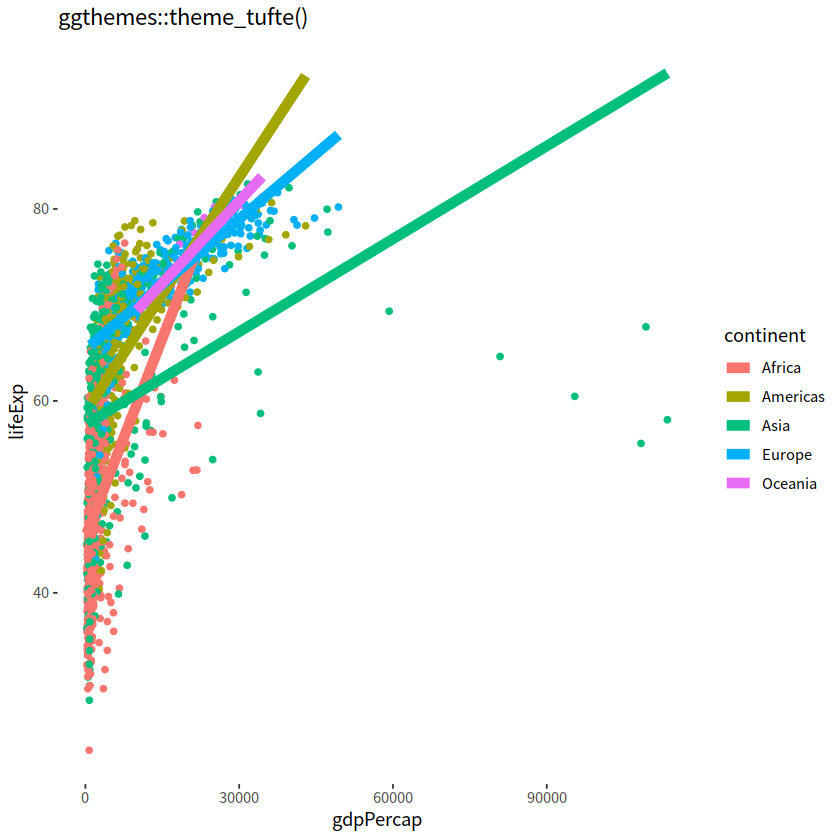 ggthemes::theme_tufte()
80
60
40
lifeExp
0 30000 60000 90000
gdpPercap
continent
Africa
Americas
Asia
Europe
Oceania